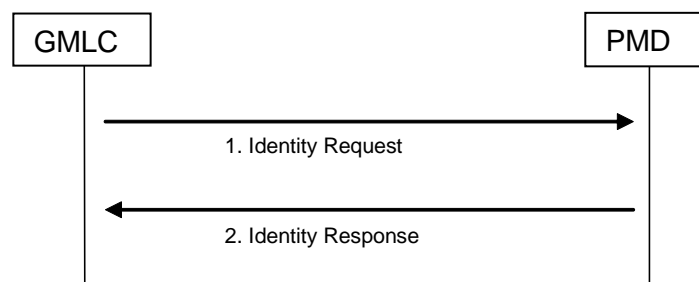 GMLC
PMD
1. Identity Request
2. Identity Response